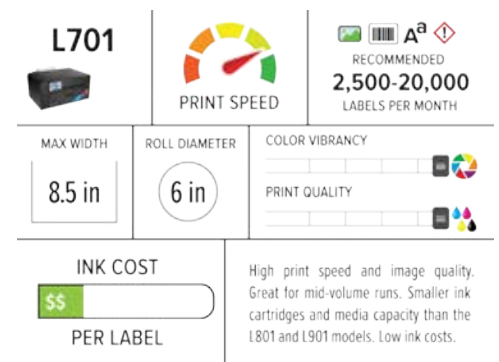 L701
PRINT SPEED
Aa
RECOMMENDED
2,500-20,000
LABELS PER MONTH
MAX WIDTH
8.5 in
ROLL DIAMETER
6 in
COLOR VIBRANCY
PRINT QUALITY
INK COST
$$
PER LABEL
High print speed and image quality.
Great for mid-volume runs. Smaller ink
cartridges and media capacity than the
L801 and L901 models. Low ink costs.